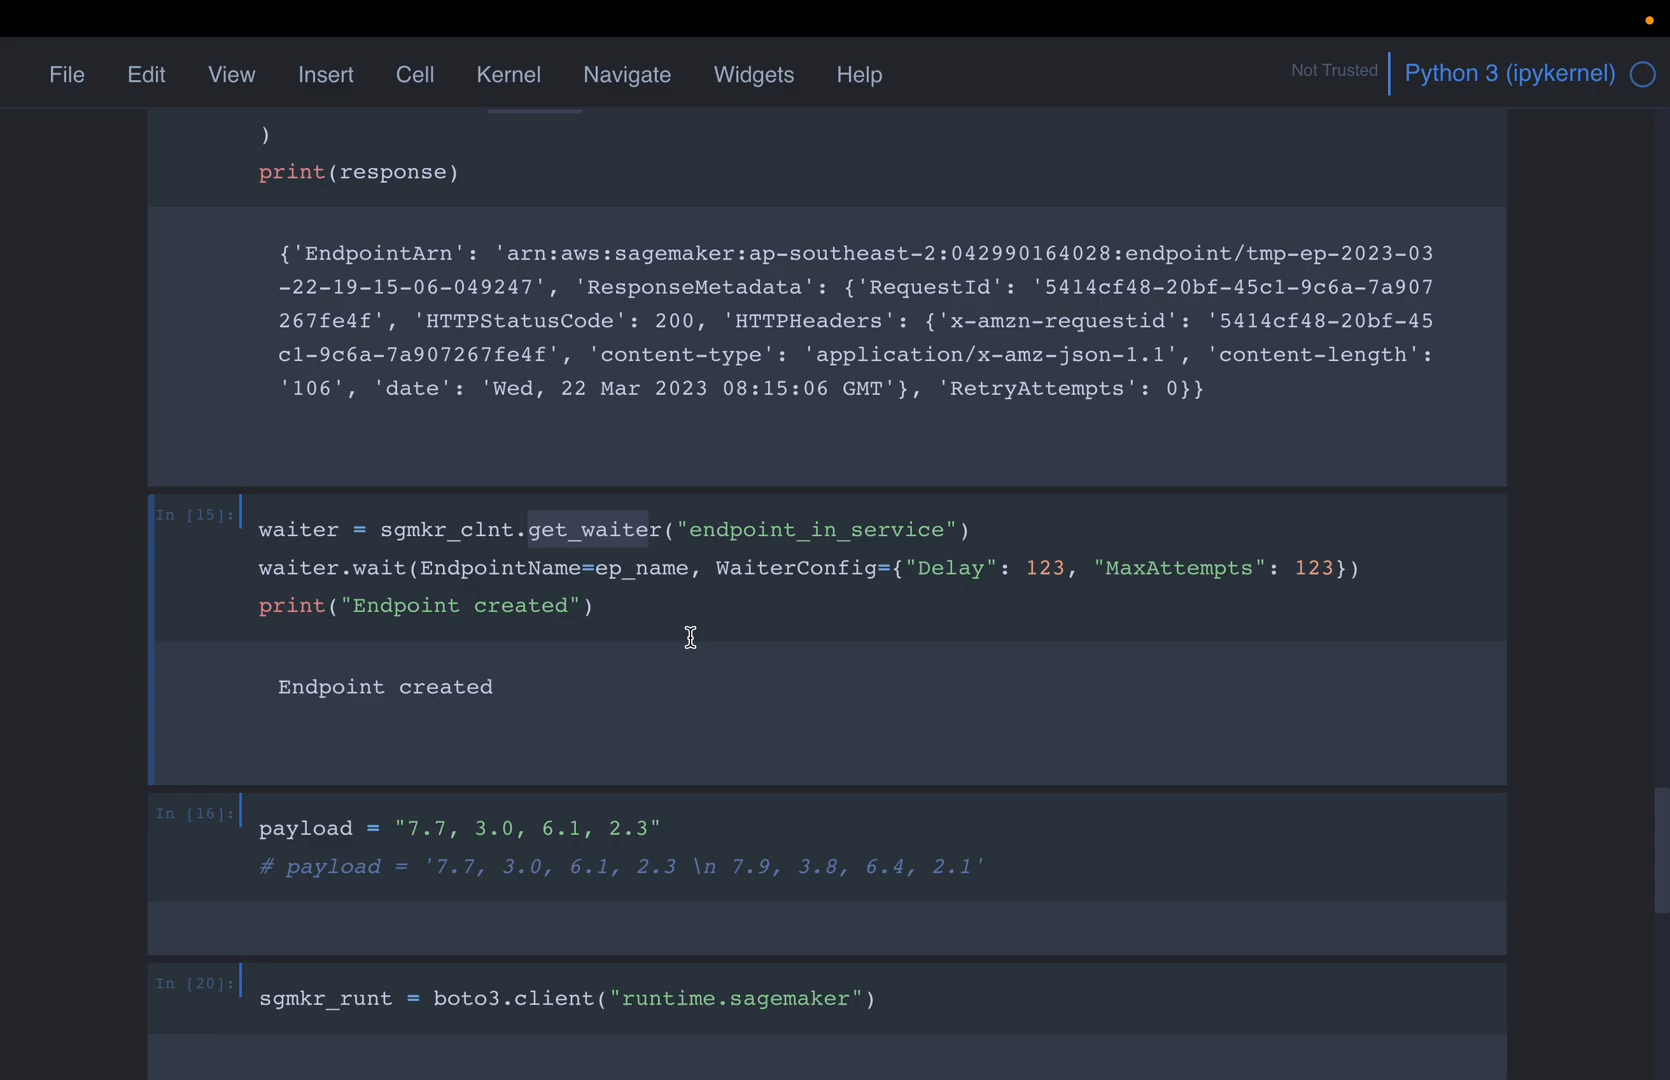 File Edit View Insert Cell Kernel Navigate Widgets Help Not Trusted Python 3 (ipykernel)
)
print(response)
{'EndpointArn': 'arn:aws:sagemaker:ap-southeast-2:042990164028:endpoint/tmp-ep-2023-03
-22-19-15-06-049247', 'ResponseMetadata': {'RequestId': '5414cf48-20bf-45c1-9c6a-7a907
267fe4f', 'HTTPStatusCode': 200, 'HTTPHeaders': {'x-amzn-requestid': '5414cf48-20bf-45
c1-9c6a-7a907267fe4f', 'content-type': 'application/x-amz-json-1.1', 'content-length':
'106', 'date': 'Wed, 22 Mar 2023 08:15:06 GMT'}, 'RetryAttempts': 0}}
In [15]:
waiter = sgmkr_clnt.get_waiter("endpoint_in_service")
waiter.wait(EndpointName=ep_name, WaiterConfig={"Delay": 123, "MaxAttempts": 123})
print("Endpoint created")
Endpoint created
In [16]:
payload = "7.7, 3.0, 6.1, 2.3"
# payload = '7.7, 3.0, 6.1, 2.3 \n 7.9, 3.8, 6.4, 2.1'
In [20]:
sgmkr_runt = boto3.client("runtime.sagemaker")